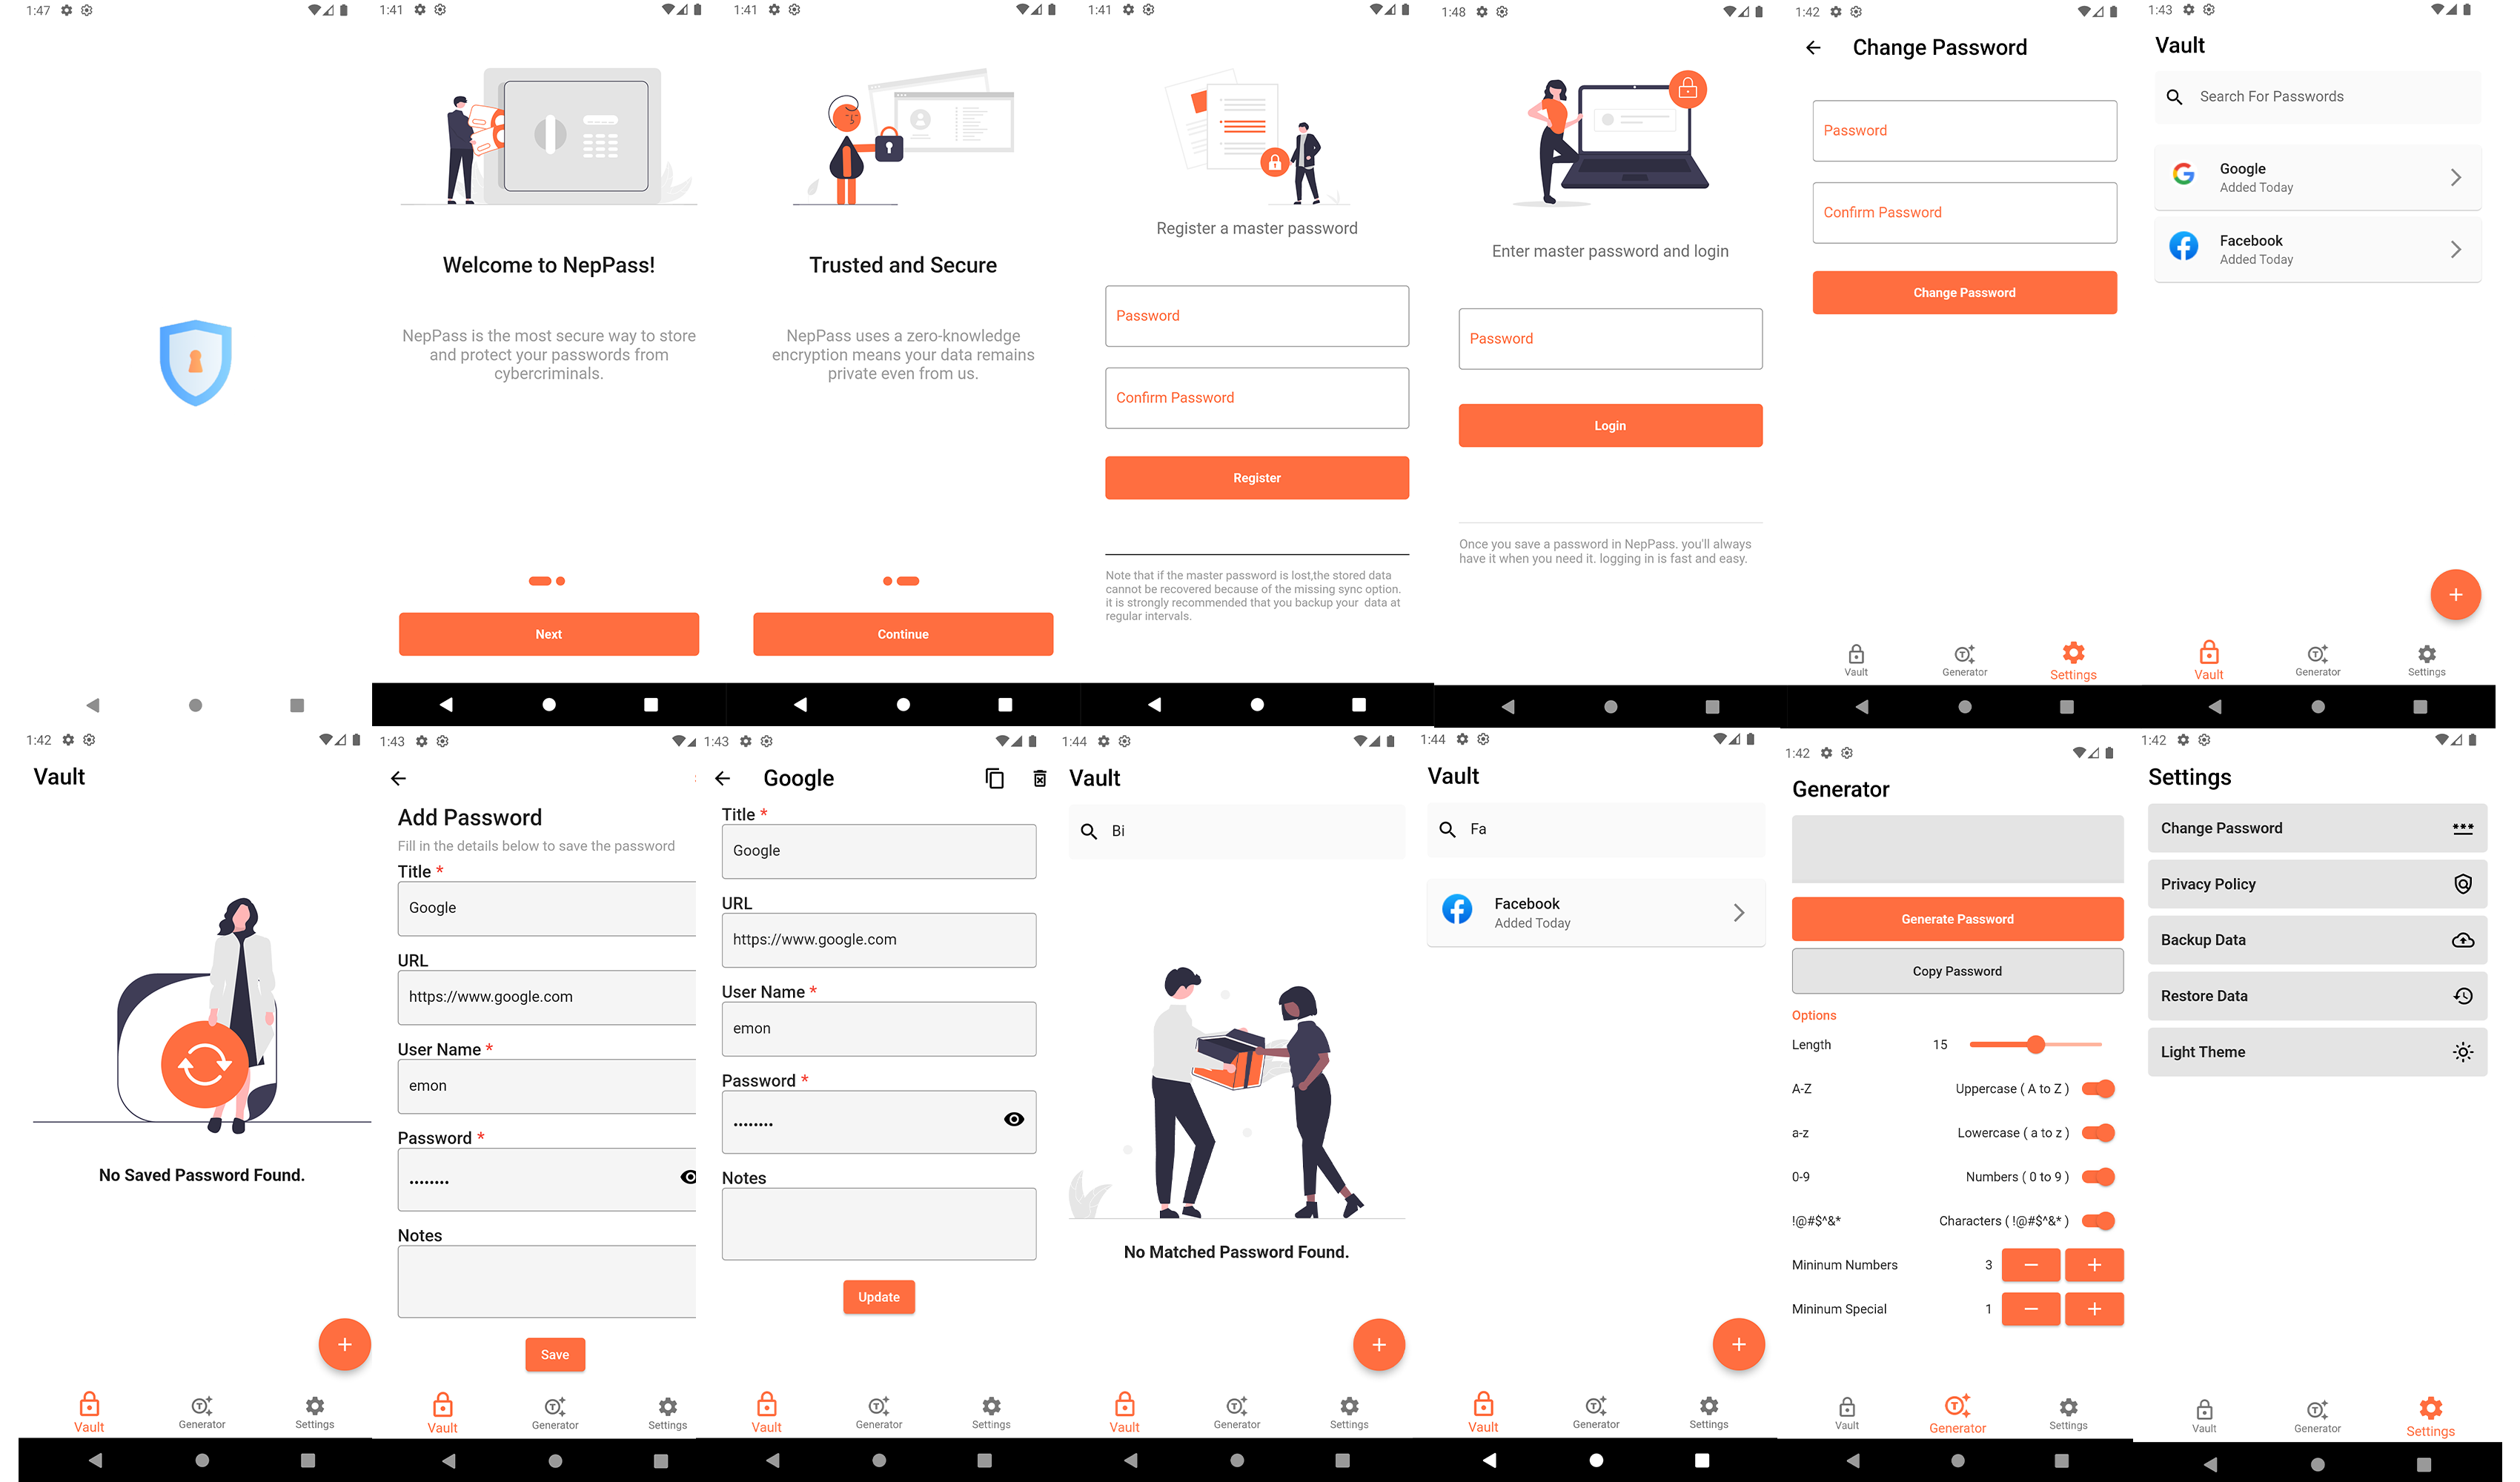 1:47
1:41
Welcome to NepPass!
NepPass is the most secure way to store
and protect your passwords from
cybercriminals.
Next
1:41
Trusted and Secure
NepPass uses a zero-knowledge
encryption means your data remains
private even from us.
Continue
1:41
Register a master password
Password
Confirm Password
Register
Note that if the master password is lost,the stored data
cannot be recovered because of the missing sync option.
it is strongly recommended that you backup your  data at
regular intervals.
1:48
Enter master password and login
Password
Login
Once you save a password in NepPass. you'll always
have it when you need it. logging in is fast and easy.
1:42
Change Password
Password
Confirm Password
Change Password
Vault
Generator
Settings
1:43
Vault
Search For Passwords
Google
Added Today
Facebook
Added Today
Vault
Generator
Settings
1:42
Vault
No Saved Password Found.
Vault
Generator
Settings
1:43
Add Password
Fill in the details below to save the password
Title *
Google
URL
https://www.google.com
User Name *
emon
Password *
••••••••
Notes
Save
Vault
Generator
Settings
1:43
Google
Title *
Google
URL
https://www.google.com
User Name *
emon
Password *
••••••••
Notes
Update
Vault
Generator
Settings
1:44
Vault
Bi
No Matched Password Found.
Vault
Generator
Settings
1:44
Vault
Fa
Facebook
Added Today
Vault
Generator
Settings
1:42
Generator
Generate Password
Copy Password
Options
Length 15
A-Z Uppercase ( A to Z )
a-z Lowercase ( a to z )
0-9 Numbers ( 0 to 9 )
!@#$^&* Characters ( !@#$^&* )
Mininum Numbers 3
Mininum Special 1
Vault
Generator
Settings
1:42
Settings
Change Password
Privacy Policy
Backup Data
Restore Data
Light Theme
Vault
Generator
Settings